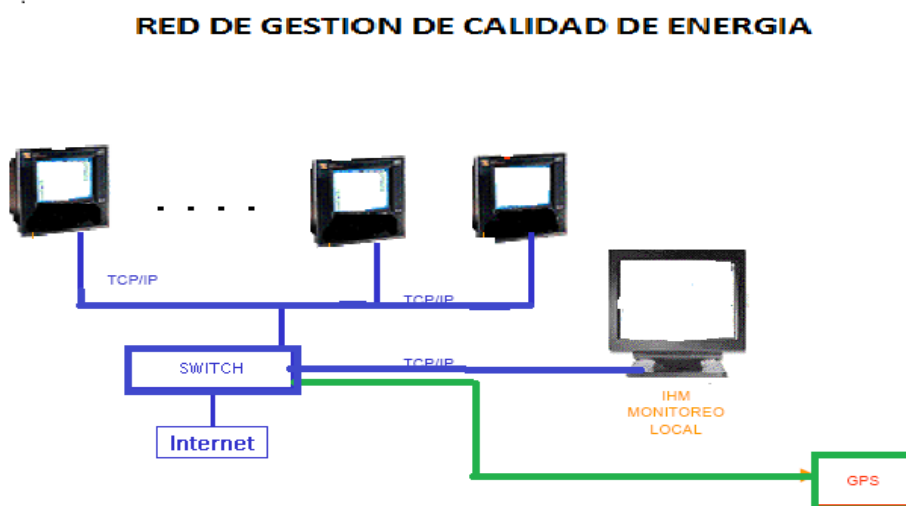 RED DE GESTION DE CALIDAD DE ENERGIA
TCP/IP
TCP/IP
SWITCH
TCP/IP
Internet
IHM
MONITOREO
LOCAL
GPS